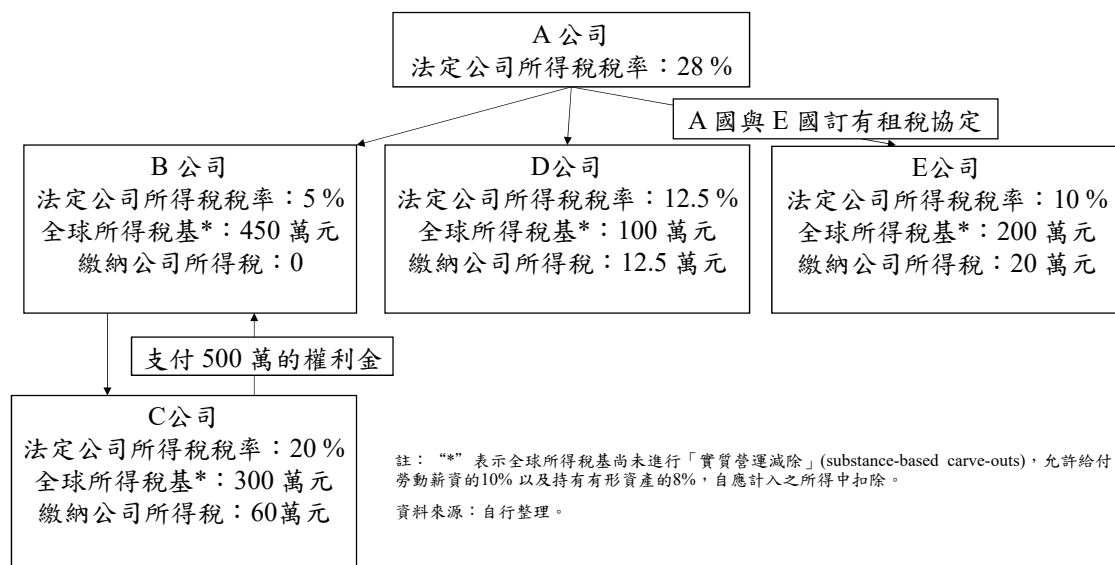 A 公司
法定公司所得稅稅率：28 %
A 國與 E 國訂有租稅協定
B 公司
法定公司所得稅稅率：5 %
全球所得稅基*：450 萬元
繳納公司所得稅：0
D公司
法定公司所得稅稅率：12.5 %
全球所得稅基*：100 萬元
繳納公司所得稅：12.5 萬元
E公司
法定公司所得稅稅率：10 %
全球所得稅基*：200 萬元
繳納公司所得稅：20 萬元
支付 500 萬的權利金
C公司
法定公司所得稅稅率：20 %
全球所得稅基*：300 萬元
繳納公司所得稅：60萬元
註： “*” 表示全球所得稅基尚未進行「實質營運減除」(substance-based carve-outs)，允許給付
勞動薪資的10% 以及持有有形資產的8%，自應計入之所得中扣除。
資料來源：自行整理。